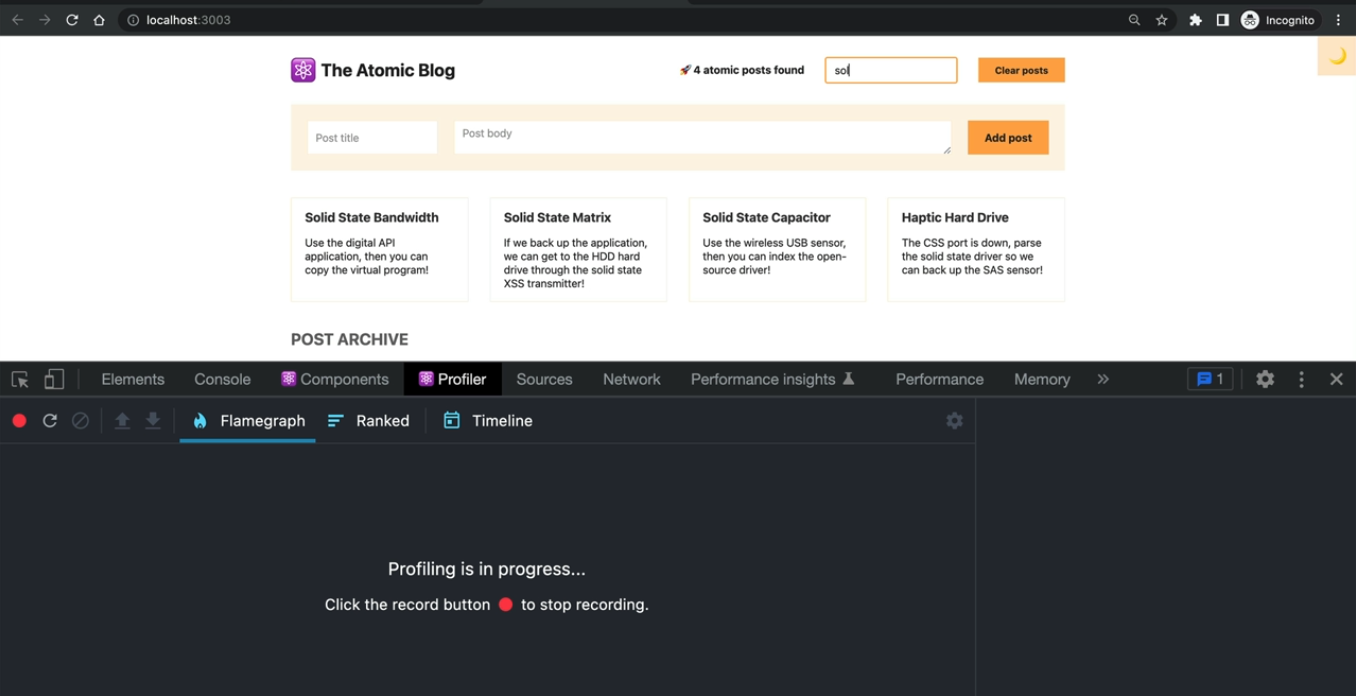 localhost:3003
Incognito
The Atomic Blog
🚀 4 atomic posts found
sol
Clear posts
Post title
Post body
Add post
Solid State Bandwidth
Use the digital API
application, then you can
copy the virtual program!
Solid State Matrix
If we back up the application,
we can get to the HDD hard
drive through the solid state
XSS transmitter!
Solid State Capacitor
Use the wireless USB sensor,
then you can index the open-
source driver!
Haptic Hard Drive
The CSS port is down, parse
the solid state driver so we
can back up the SAS sensor!
POST ARCHIVE
Elements Console Components Profiler Sources Network Performance insights Performance Memory » 1
Flamegraph Ranked Timeline
Profiling is in progress...
Click the record button to stop recording.